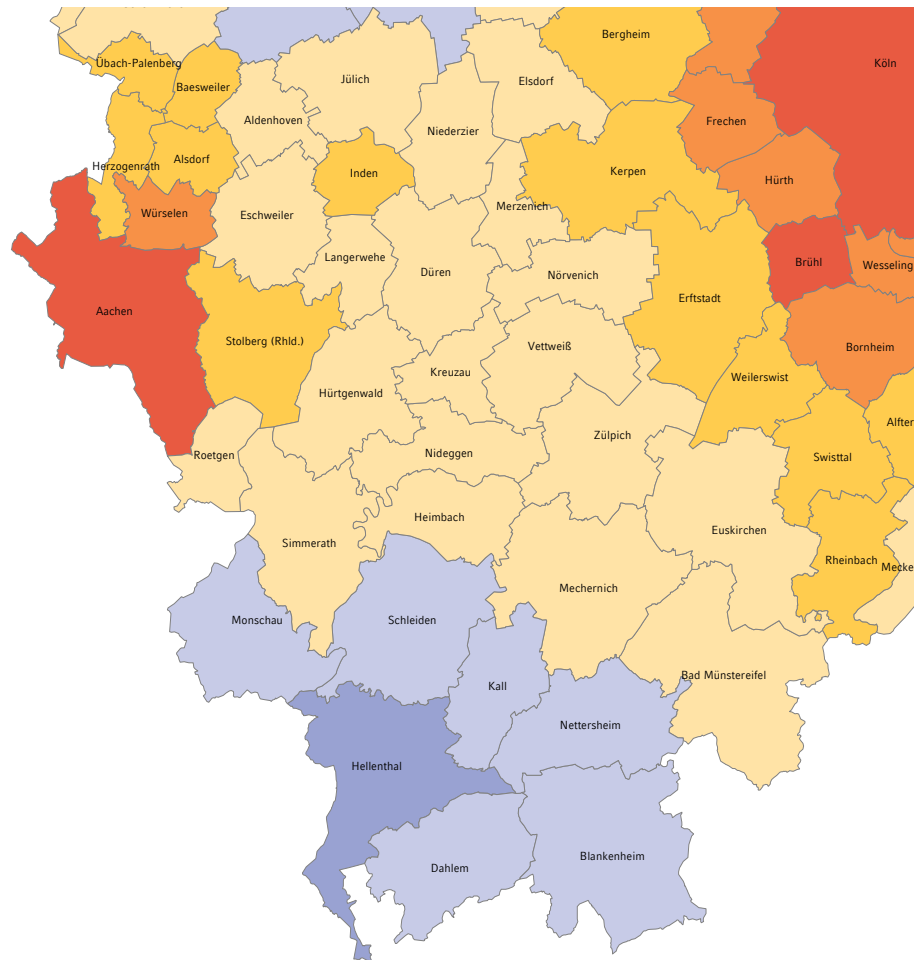 Bergheim
Übach-Palenberg
Köln
Jülich
Elsdorf
Baesweiler
Aldenhoven
Frechen
Niederzier
Alsdorf
Herzogenrath
Inden
Kerpen
Hürth
Merzenich
Würselen
Eschweiler
Langerwehe
Düren
Nörvenich
Brühl
Wesseling
Erftstadt
Aachen
Stolberg (Rhld.)
Vettweiß
Bornheim
Kreuzau
Weilerswist
Hürtgenwald
Alfter
Zülpich
Roetgen
Nideggen
Swisttal
Heimbach
Euskirchen
Simmerath
Rheinbach
Mecke
Mechernich
Monschau
Schleiden
Bad Münstereifel
Kall
Nettersheim
Hellenthal
Blankenheim
Dahlem